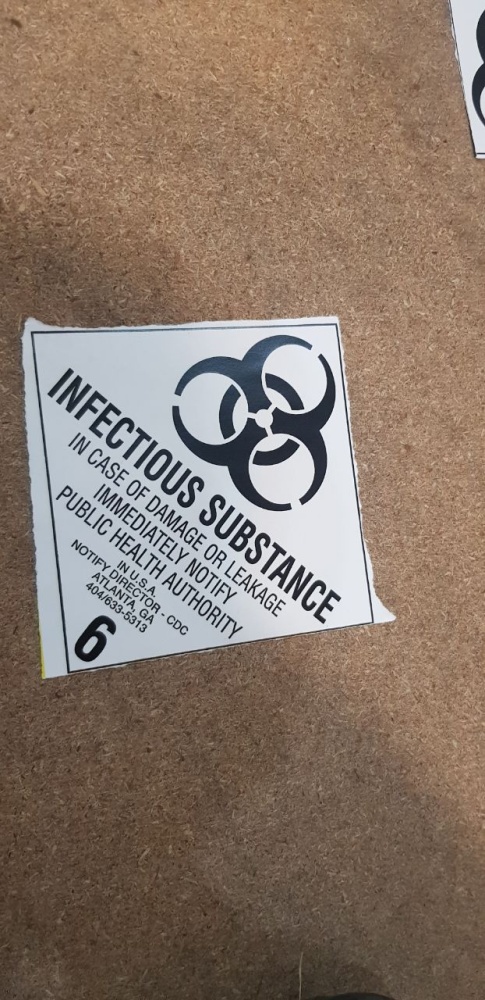 INFECTIOUS SUBSTANCE
IN CASE OF DAMAGE OR LEAKAGE
IMMEDIATELY NOTIFY
PUBLIC HEALTH AUTHORITY
IN U.S.A.
NOTIFY DIRECTOR - CDC
ATLANTA, GA
404/633-5313
6